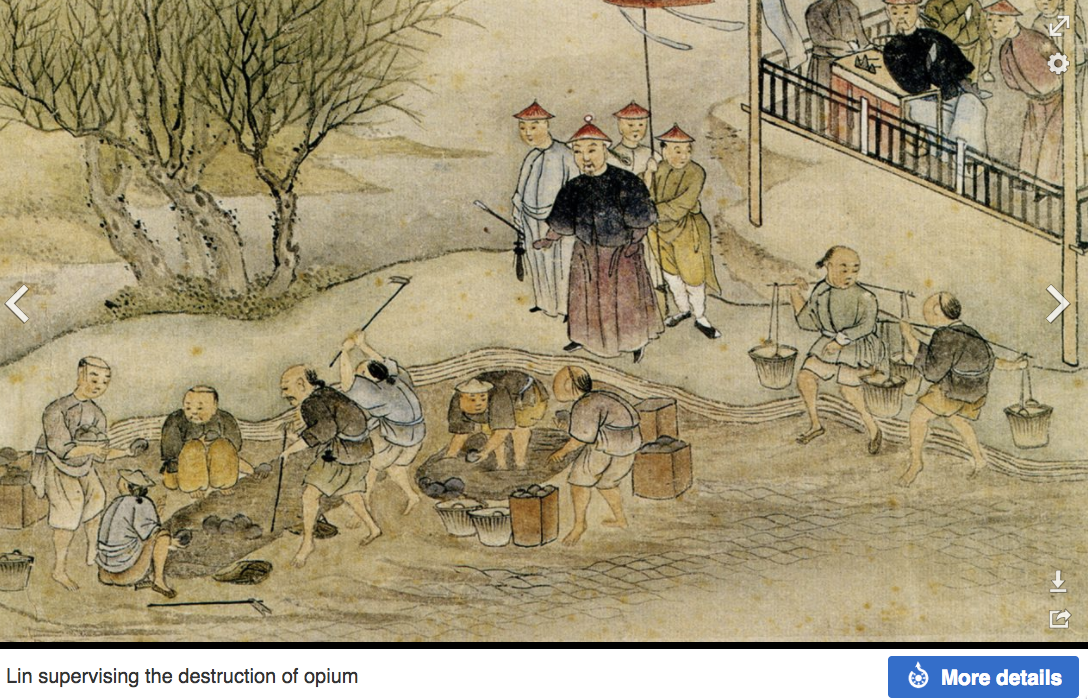 Lin supervising the destruction of opium
More details